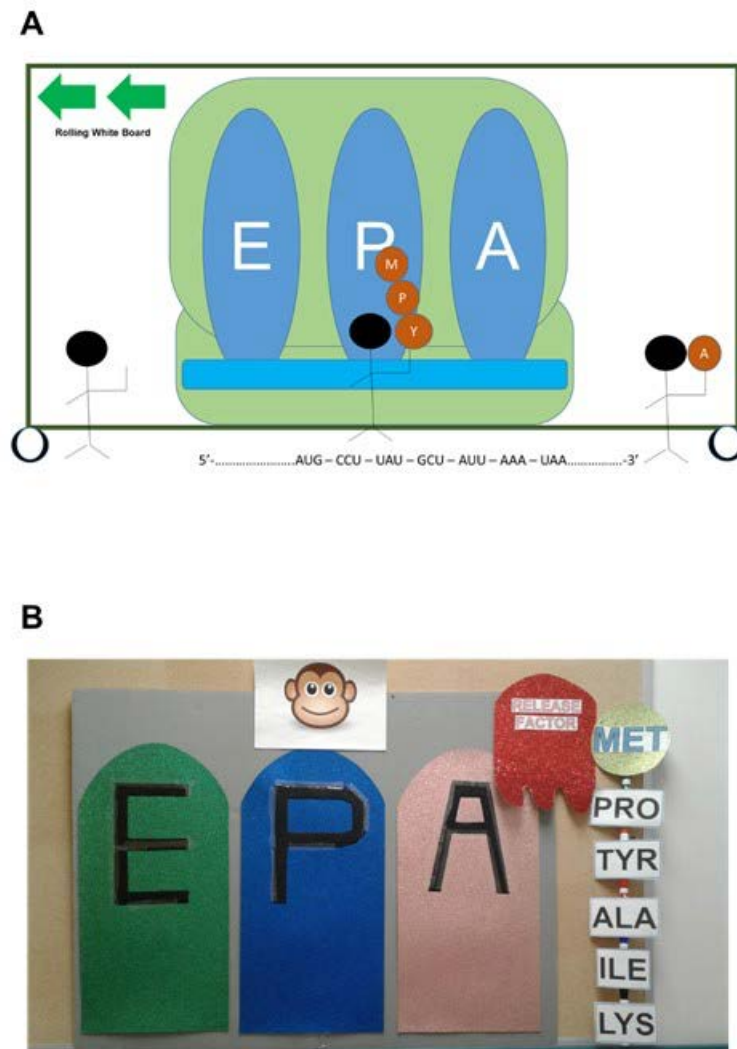 A
Rolling White Board
E P A
M
P
Y
A
5'-......................AUG – CCU – UAU – GCU – AUU – AAA – UAA...............-3'
B
RELEASE
FACTOR
MET
E P A
PRO
TYR
ALA
ILE
LYS